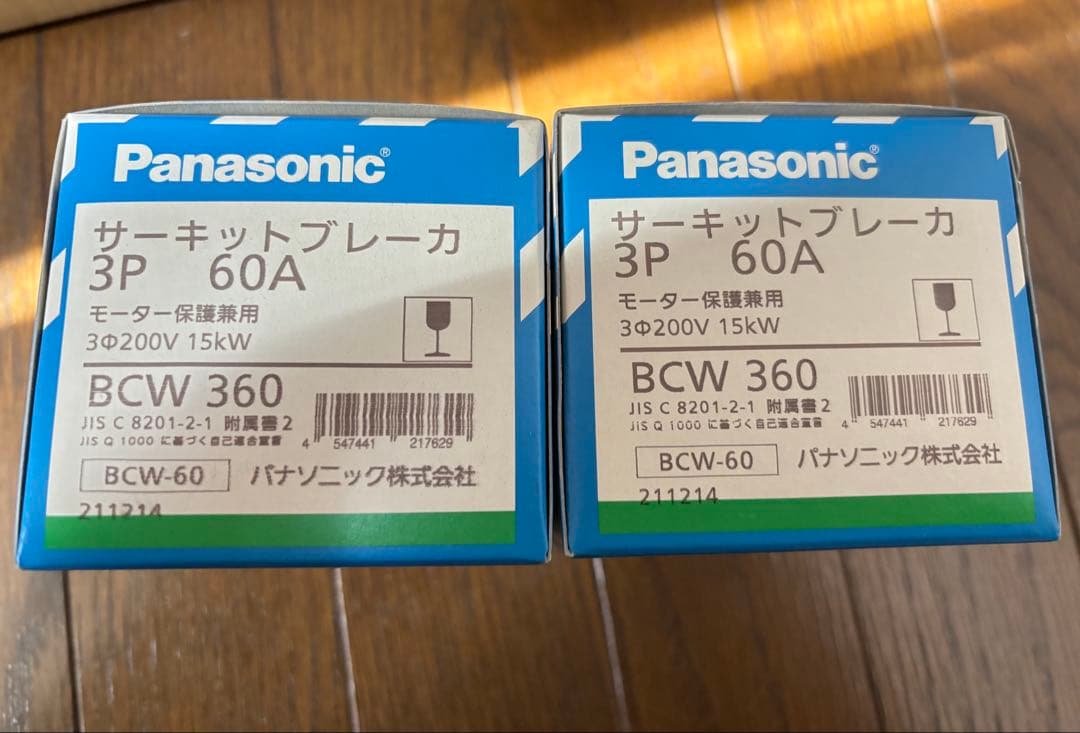 Panasonic®
サーキットブレーカ
3P 60A
モーター保護兼用
3Φ200V 15kW
BCW 360
JIS C 8201-2-1 附属書2
JIS Q 1000 に基づく自己適合宣言
4 547441 217629
BCW-60 パナソニック株式会社
211214
Panasonic®
サーキットブレーカ
3P 60A
モーター保護兼用
3Φ200V 15kW
BCW 360
JIS C 8201-2-1 附属書2
JIS Q 1000 に基づく自己適合宣言
4 547441 217629
BCW-60 パナソニック株式会社
211214